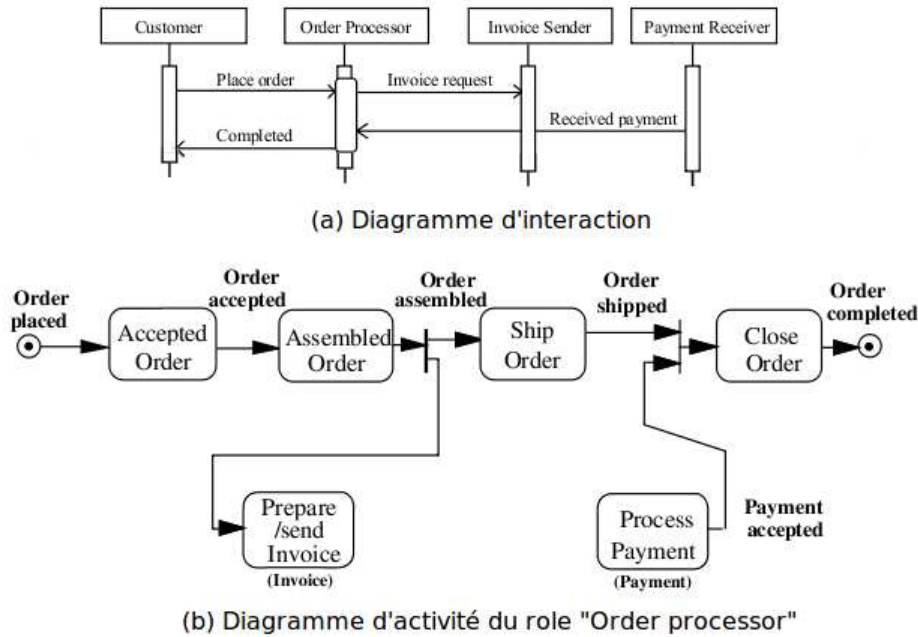 Customer
Order Processor
Invoice Sender
Payment Receiver
Place order
Invoice request
Received payment
Completed
(a) Diagramme d'interaction
Order
placed
Order
accepted
Order
assembled
Order
shipped
Order
completed
Accepted
Order
Assembled
Order
Ship
Order
Close
Order
Prepare
/send
Invoice
(Invoice)
Process
Payment
(Payment)
Payment
accepted
(b) Diagramme d'activité du role "Order processor"